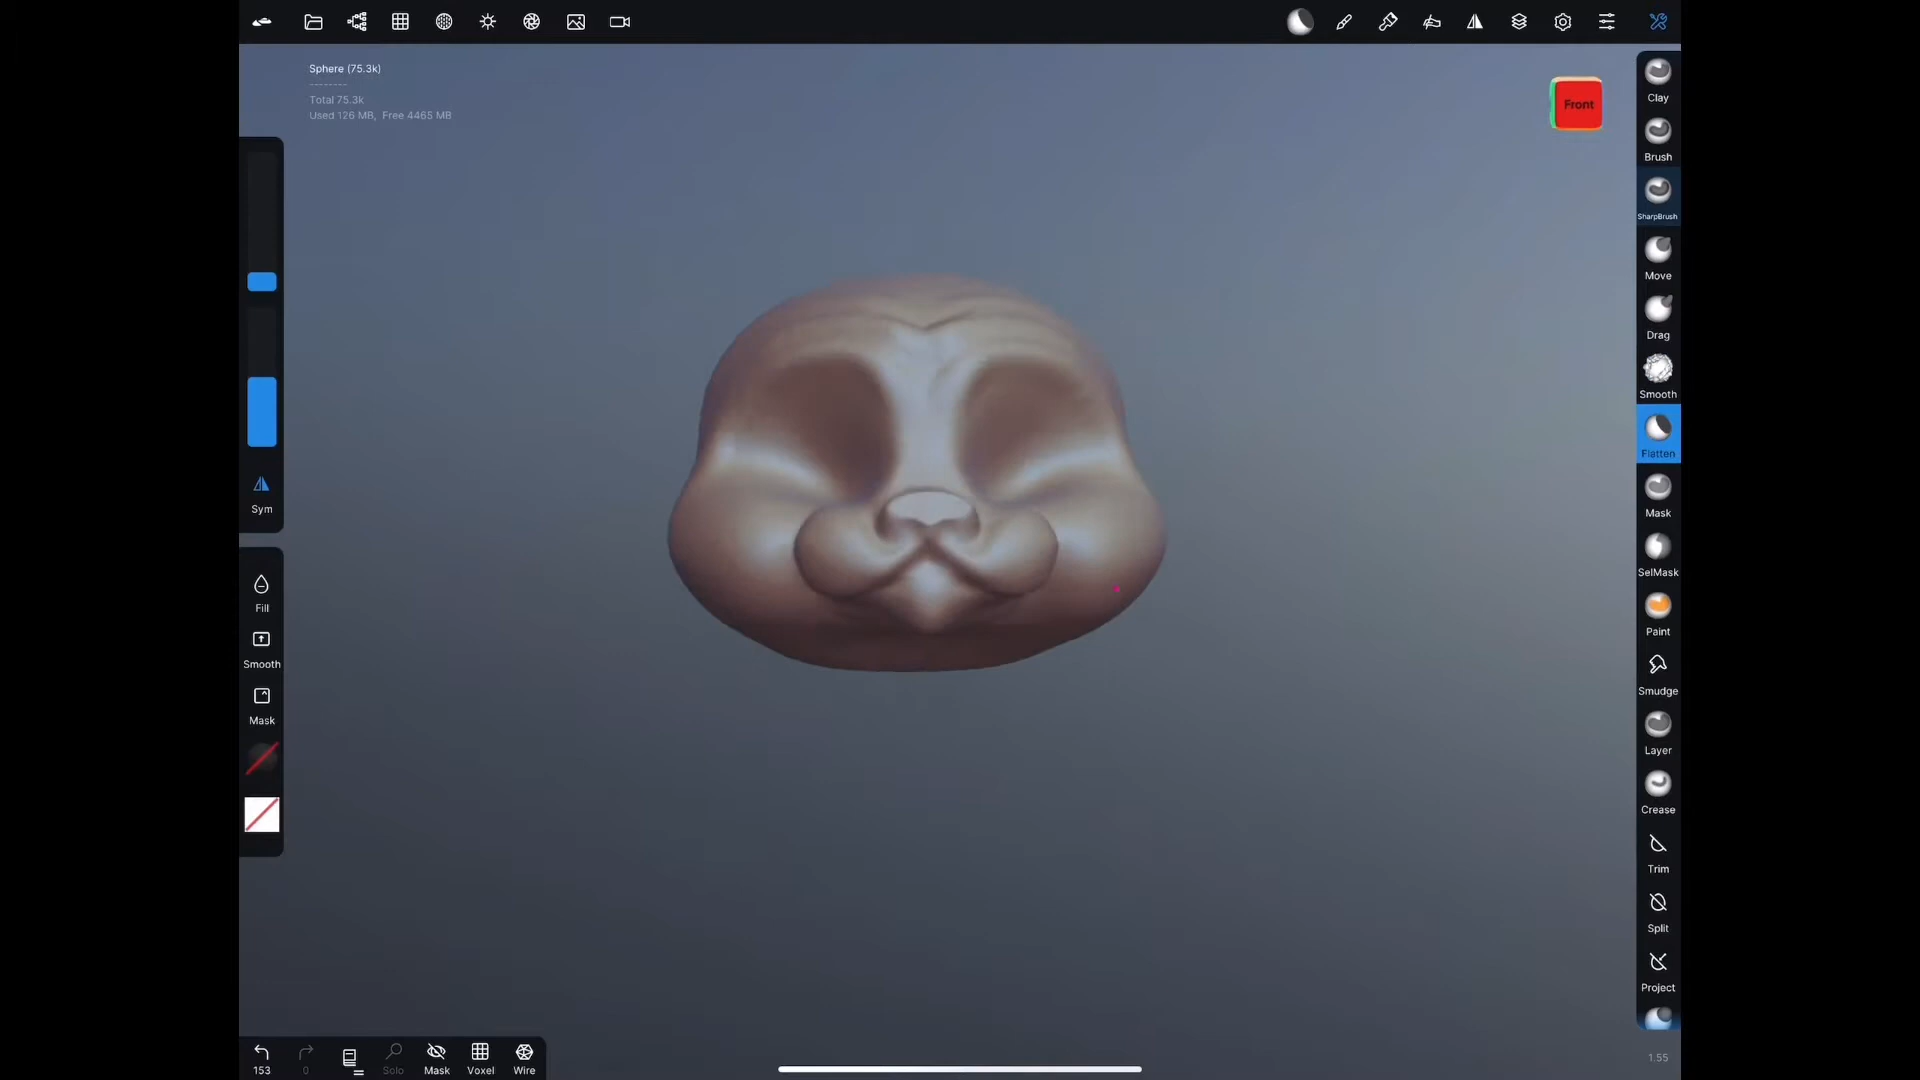 Sphere (75.3k)
--------
Total 75.3k
Used 126 MB, Free 4465 MB
Front
Sym
Fill
Smooth
Mask
Clay
Brush
SharpBrush
Move
Drag
Smooth
Flatten
Mask
SelMask
Paint
Smudge
Layer
Crease
Trim
Split
Project
153
0
Solo
Mask
Voxel
Wire
1.55